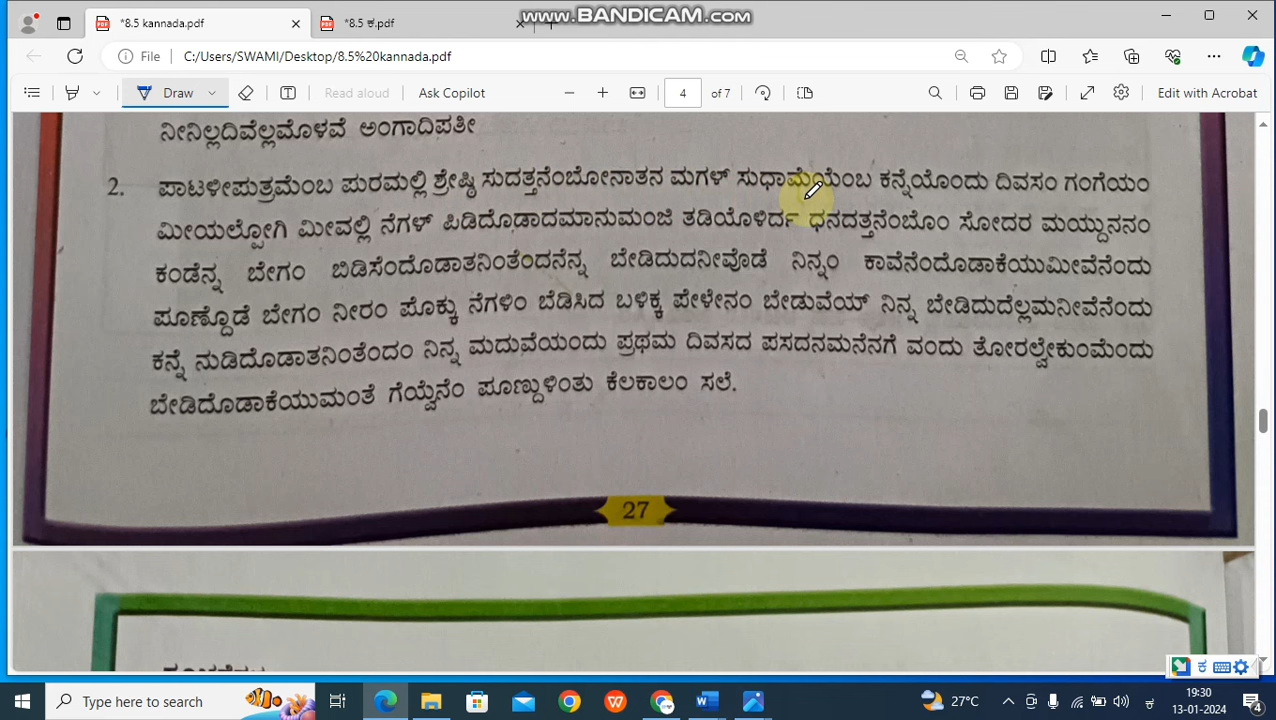 www.BANDICAM.com
*8.5 kannada.pdf
*8.5 ಕ.pdf
File C:/Users/SWAMI/Desktop/8.5%20kannada.pdf
Draw Read aloud Ask Copilot 4 of 7 Edit with Acrobat
ನೀನಿಲ್ಲದಿವೆಲ್ಲಮೊಳವೆ ಅಂಗಾದಿಪತೀ
2. ಪಾಟಳೀಪುತ್ರಮೆಂಬ ಪುರಮಲ್ಲಿ ಶ್ರೇಷ್ಠಿ ಸುದತ್ತನೆಂಬೋನಾತನ ಮಗಳ್ ಸುಧಾಮೆಯೆಂಬ ಕನ್ನೆಯೊಂದು ದಿವಸಂ ಗಂಗೆಯಂ
ಮೀಯಲ್ಪೋಗಿ ಮೀವಲ್ಲಿ ನೆಗಳ್ ಪಿಡಿದೊಡಾದಮಾನುಮಂಜಿ ತಡಿಯೊಳಿರ್ದ ಧನದತ್ತನೆಂಬೊಂ ಸೋದರ ಮಯ್ದುನನಂ
ಕಂಡೆನ್ನ ಬೇಗಂ ಬಿಡಿಸೆಂದೊಡಾತನಿಂತೆಂದನೆನ್ನ ಬೇಡಿದುದನೀವೊಡೆ ನಿನ್ನಂ ಕಾವೆನೆಂದೊಡಾಕೆಯುಮೀವೆನೆಂದು
ಪೂಣ್ದೊಡೆ ಬೇಗಂ ನೀರಂ ಪೊಕ್ಕು ನೆಗಳಿಂ ಬೆಡಿಸಿದ ಬಳಿಕ್ಕ ಪೇಳೇನಂ ಬೇಡುವೆಯ್ ನಿನ್ನ ಬೇಡಿದುದೆಲ್ಲಮನೀವೆನೆಂದು
ಕನ್ನೆ ನುಡಿದೊಡಾತನಿಂತೆಂದಂ ನಿನ್ನ ಮದುವೆಯಂದು ಪ್ರಥಮ ದಿವಸದ ಪಸದನಮನೆನಗೆ ವಂದು ತೋರಲ್ವೇಕುಂಮೆಂದು
ಬೇಡಿದೊಡಾಕೆಯುಮಂತೆ ಗೆಯ್ವೆನೆಂ ಪೂಣ್ದುಳಿಂತು ಕೆಲಕಾಲಂ ಸಲೆ.
27
ಕ
Type here to search
27°C
19:30
13-01-2024
4